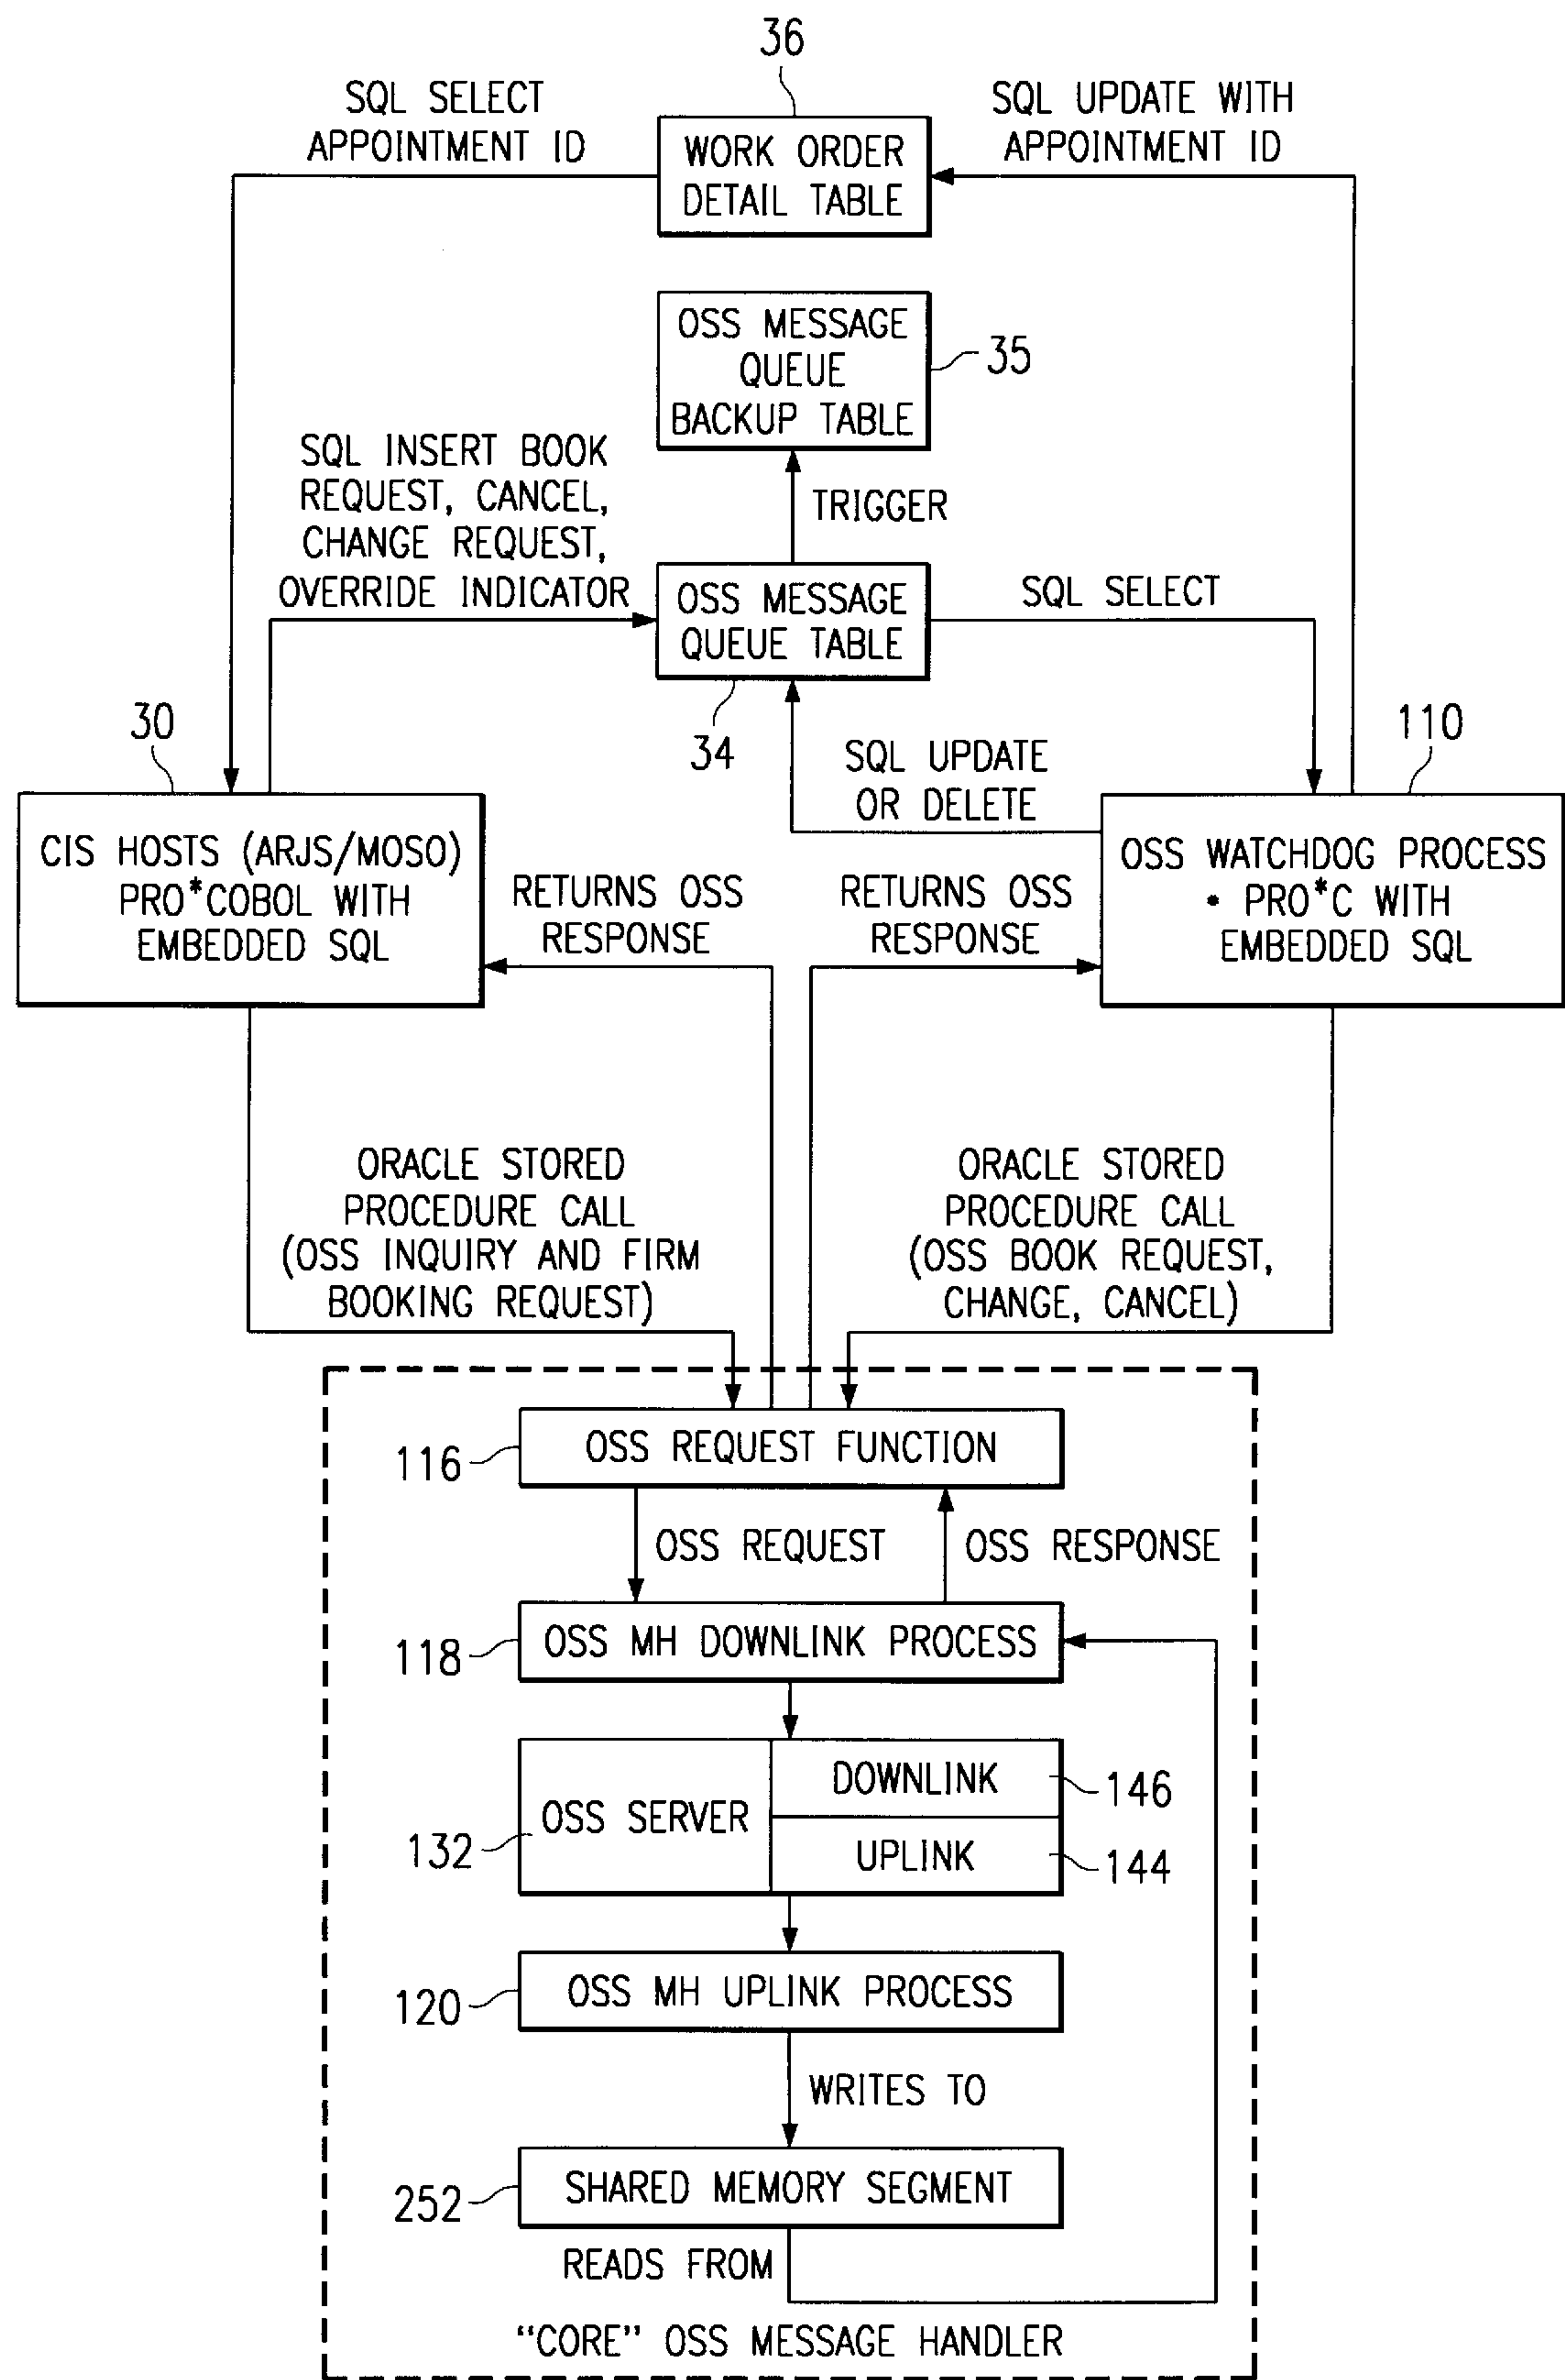 36
SQL SELECT
APPOINTMENT ID
SQL UPDATE WITH
APPOINTMENT ID
WORK ORDER
DETAIL TABLE
OSS MESSAGE
QUEUE
BACKUP TABLE
35
SQL INSERT BOOK
REQUEST, CANCEL,
CHANGE REQUEST,
OVERRIDE INDICATOR
TRIGGER
OSS MESSAGE
QUEUE TABLE
SQL SELECT
34
30
110
SQL UPDATE
OR DELETE
CIS HOSTS (ARJS/MOSO)
PRO*COBOL WITH
EMBEDDED SQL
RETURNS OSS
RESPONSE
RETURNS OSS
RESPONSE
OSS WATCHDOG PROCESS
• PRO*C WITH
EMBEDDED SQL
ORACLE STORED
PROCEDURE CALL
(OSS INQUIRY AND FIRM
BOOKING REQUEST)
ORACLE STORED
PROCEDURE CALL
(OSS BOOK REQUEST,
CHANGE, CANCEL)
116
OSS REQUEST FUNCTION
OSS REQUEST
OSS RESPONSE
118
OSS MH DOWNLINK PROCESS
132
OSS SERVER
DOWNLINK
146
UPLINK
144
120
OSS MH UPLINK PROCESS
WRITES TO
252
SHARED MEMORY SEGMENT
READS FROM
"CORE" OSS MESSAGE HANDLER